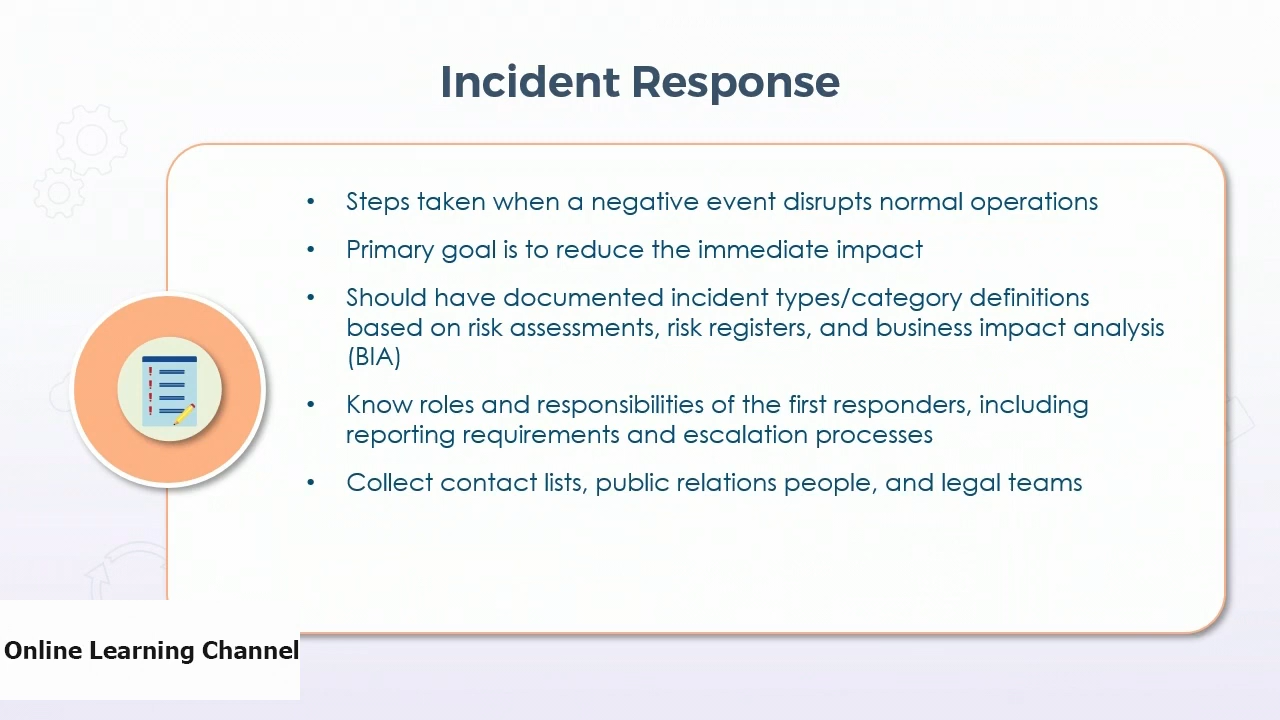 Incident Response
• Steps taken when a negative event disrupts normal operations
• Primary goal is to reduce the immediate impact
• Should have documented incident types/category definitions
based on risk assessments, risk registers, and business impact analysis
(BIA)
• Know roles and responsibilities of the first responders, including
reporting requirements and escalation processes
• Collect contact lists, public relations people, and legal teams
Online Learning Channel